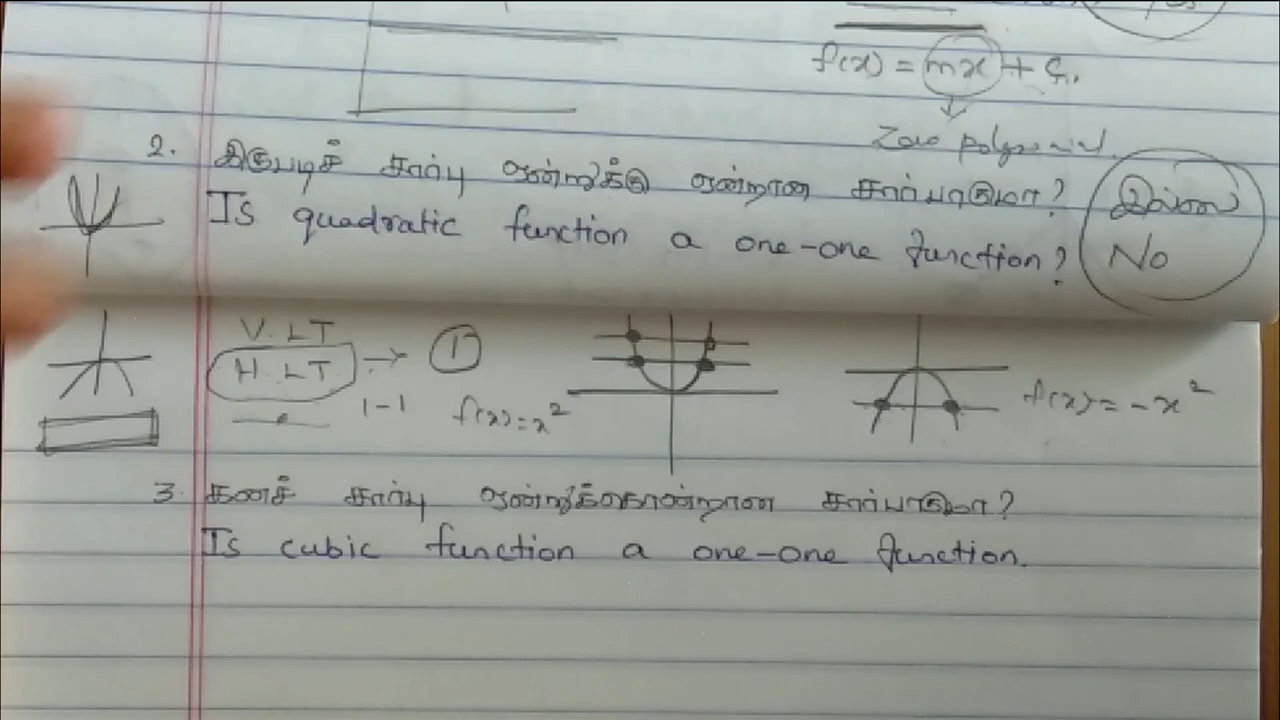 f(x) = mx + c,
Zero polynomial.
2. இருபடிச் சார்பு ஒன்றுக்கு ஒன்றான சார்பாகுமா? இல்லை
Is quadratic function a one-one function? No
V. LT
H. LT → 1
1-1 f(x)=x² f(x) = -x²
3. கனச் சார்பு ஒன்றுக்கொன்றான சார்பாகுமா?
Is cubic function a one-one function.